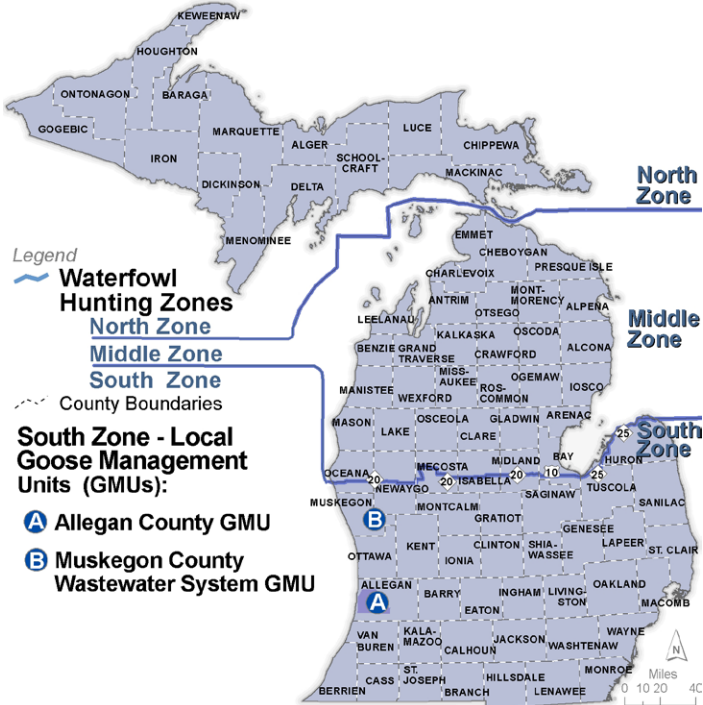 KEWEENAW
HOUGHTON
ONTONAGON
BARAGA
GOGEBIC
MARQUETTE
LUCE
ALGER
CHIPPEWA
IRON
SCHOOL-
CRAFT
MACKINAC
DICKINSON
DELTA
North
Zone
MENOMINEE
EMMET
CHEBOYGAN
PRESQUE ISLE
CHARLEVOIX
Legend
Waterfowl
Hunting Zones
North Zone
Middle Zone
South Zone
County Boundaries
ANTRIM
MONT-
MORENCY
OTSEGO
ALPENA
LEELANAU
Middle
Zone
KALKASKA
OSCODA
BENZIE
GRAND
TRAVERSE
CRAWFORD
ALCONA
MISS-
AUKEE
OGEMAW
MANISTEE
WEXFORD
ROS-
COMMON
IOSCO
MASON
LAKE
OSCEOLA
CLARE
GLADWIN
ARENAC
South
Zone
25
South Zone - Local
Goose Management
Units (GMUs):
A Allegan County GMU
B Muskegon County
Wastewater System GMU
OCEANA
20
NEWAYGO
MECOSTA
20
ISABELLA
MIDLAND
20
BAY
10
25
HURON
TUSCOLA
SANILAC
MUSKEGON
MONTCALM
GRATIOT
SAGINAW
B
GENESEE
LAPEER
ST. CLAIR
OTTAWA
KENT
IONIA
CLINTON
SHIA-
WASSEE
ALLEGAN
A
BARRY
EATON
INGHAM
LIVING-
STON
OAKLAND
MACOMB
VAN
BUREN
KALA-
MAZOO
CALHOUN
JACKSON
WASHTENAW
WAYNE
N
BERRIEN
CASS
ST.
JOSEPH
BRANCH
HILLSDALE
LENAWEE
MONROE
Miles
0 10 20 40